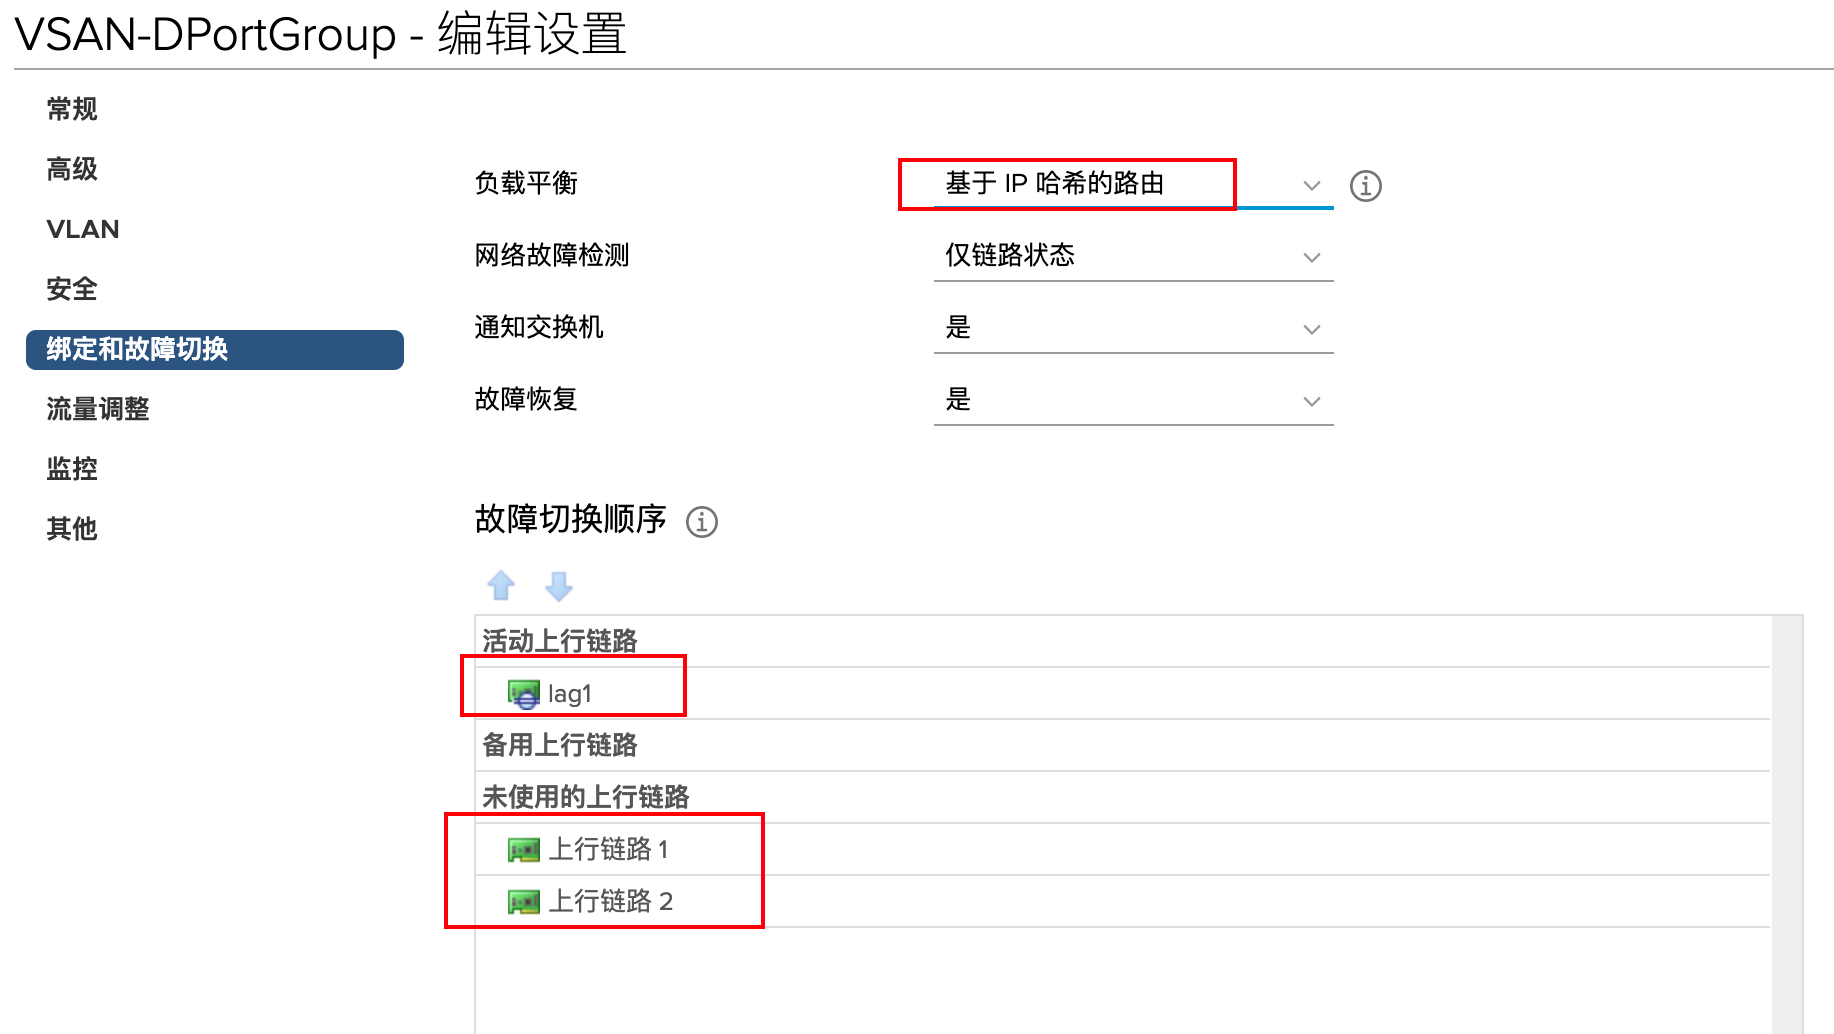 VSAN-DPortGroup - 编辑设置
常规
高级
VLAN
安全
绑定和故障切换
流量调整
监控
其他
负载平衡 基于 IP 哈希的路由
网络故障检测 仅链路状态
通知交换机 是
故障恢复 是
故障切换顺序
活动上行链路
lag1
备用上行链路
未使用的上行链路
上行链路 1
上行链路 2